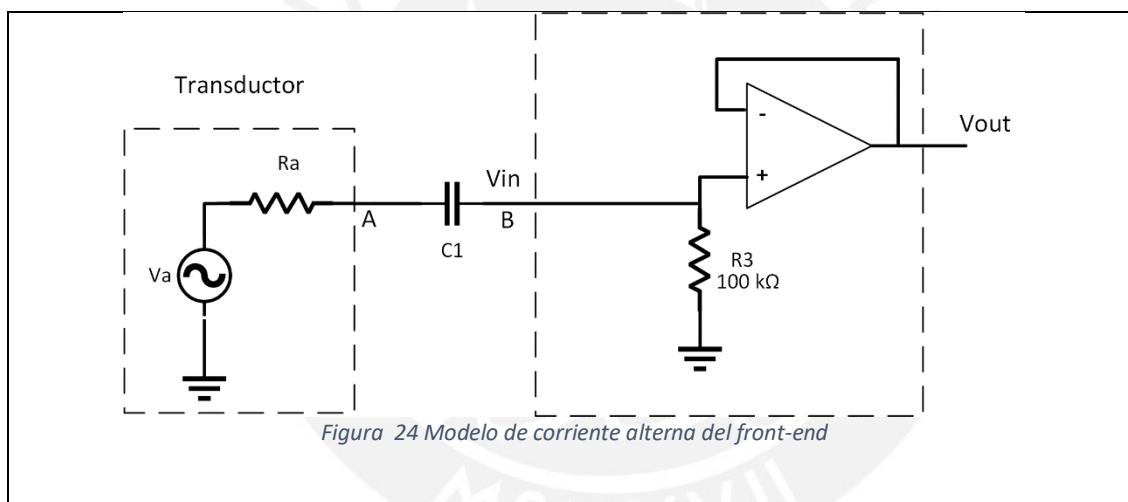 Transductor
Ra
Vin
A
B
C1
Va
-
+
Vout
R3
100 kΩ
Figura 24 Modelo de corriente alterna del front-end